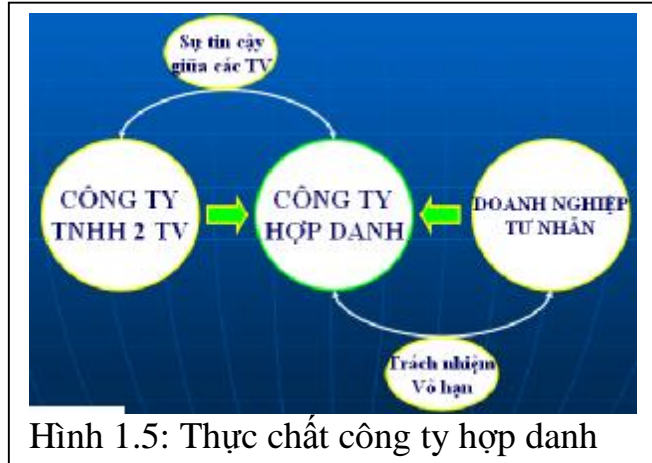 Sự tin cậy
giữa các TV
CÔNG TY
TNHH 2 TV
CÔNG TY
HỢP DANH
DOANH NGHIỆP
TƯ NHÂN
Trách nhiệm
Vô hạn
Hình 1.5: Thực chất công ty hợp danh